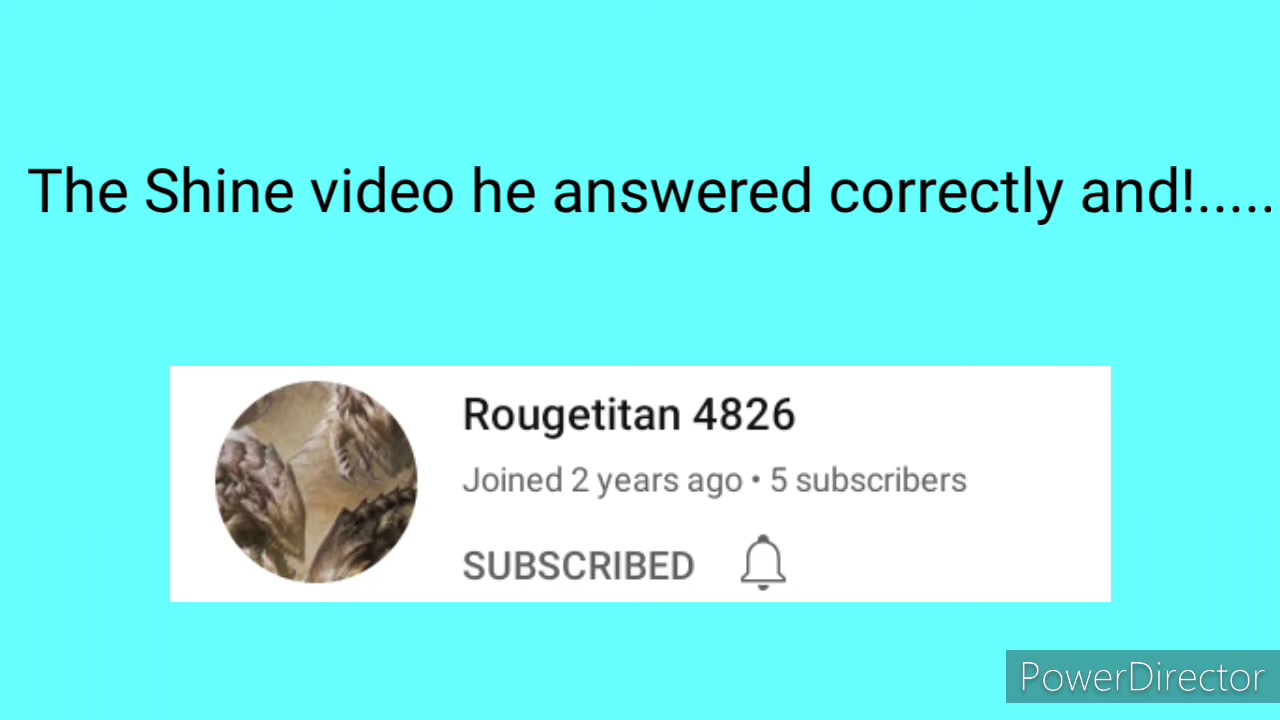 The Shine video he answered correctly and!.....
Rougetitan 4826
Joined 2 years ago • 5 subscribers
SUBSCRIBED
PowerDirector